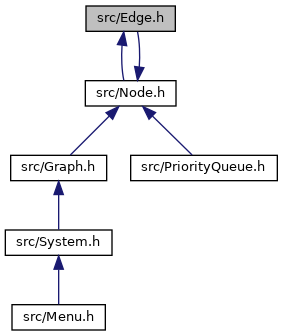 src/Edge.h
src/Node.h
src/Graph.h
src/PriorityQueue.h
src/System.h
src/Menu.h